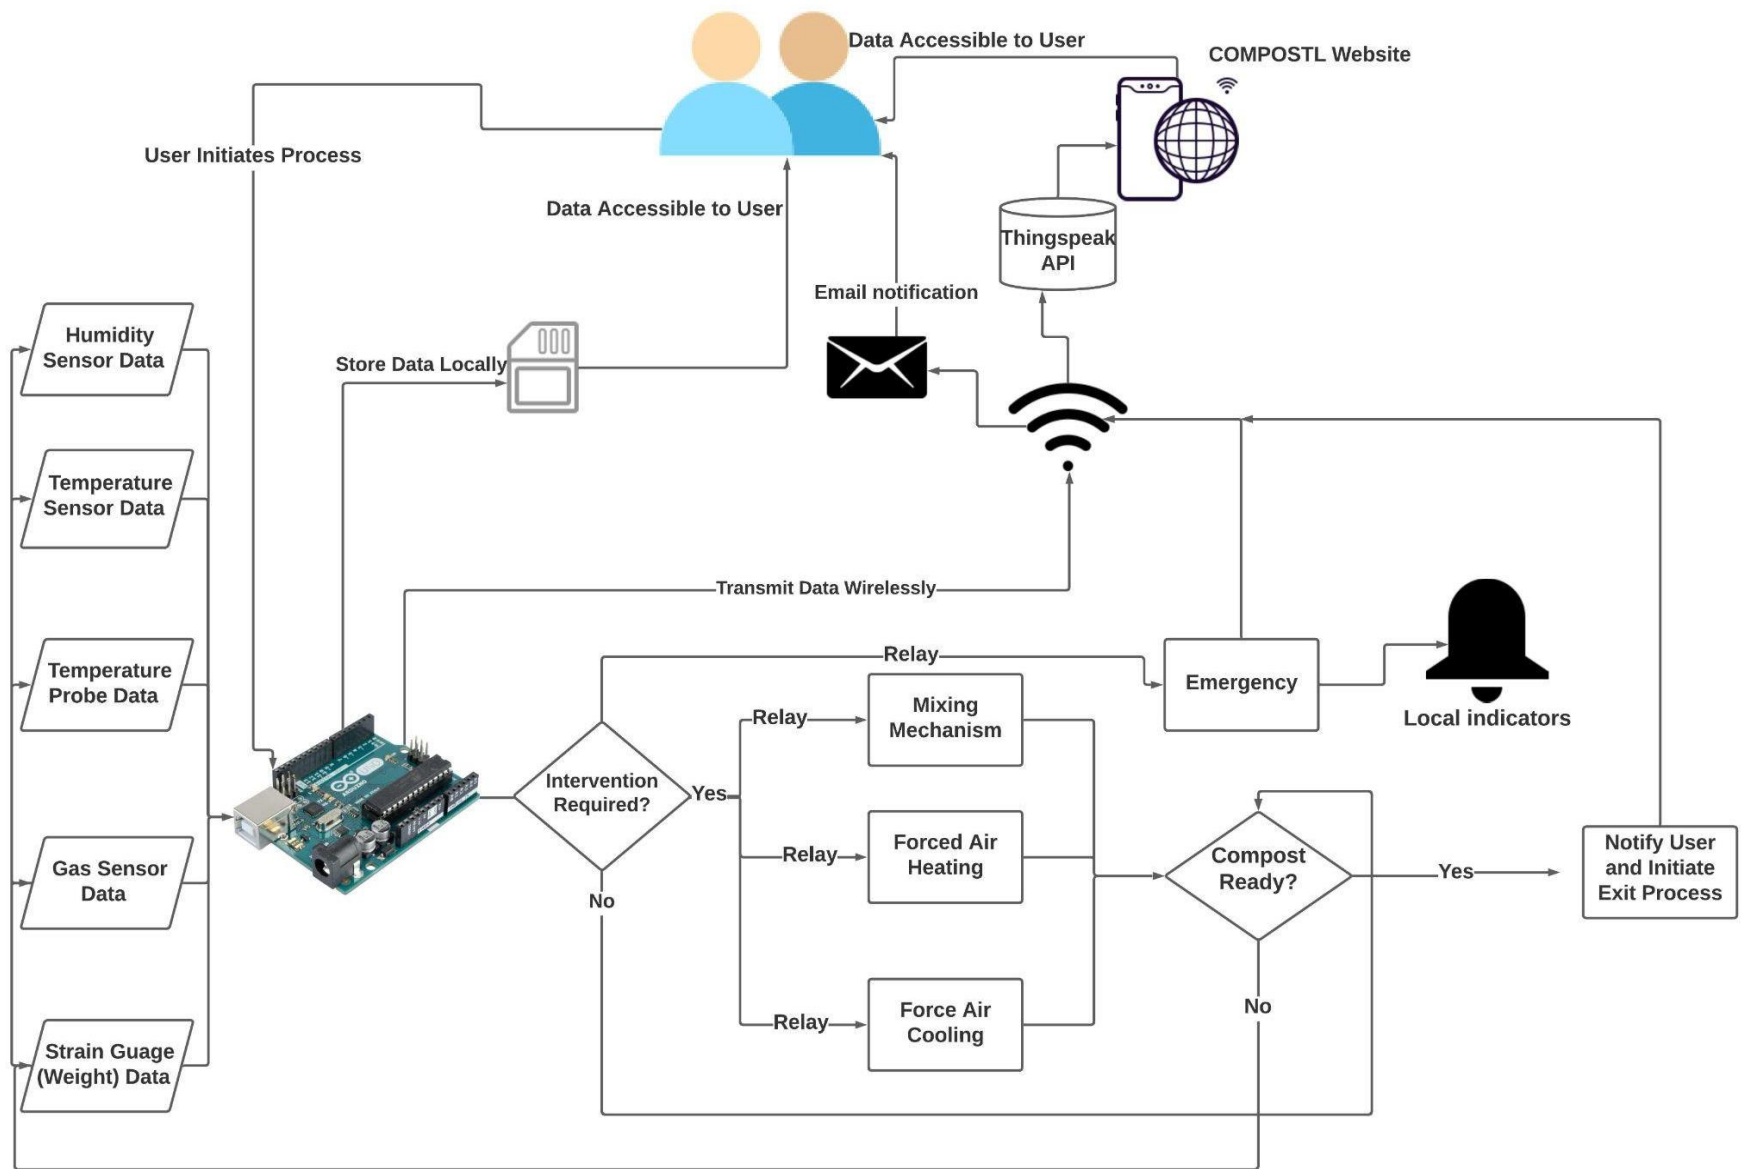 Data Accessible to User
COMPOSTL Website
User Initiates Process
Data Accessible to User
Thingspeak
API
Email notification
Humidity
Sensor Data
Store Data Locally
Temperature
Sensor Data
Transmit Data Wirelessly
Temperature
Probe Data
Relay
Emergency
Local indicators
Relay
Mixing
Mechanism
Intervention
Required?
Yes
Relay
Forced Air
Heating
Compost
Ready?
Yes
Notify User
and Initiate
Exit Process
Gas Sensor
Data
No
Relay
Force Air
Cooling
No
Strain Guage
(Weight) Data